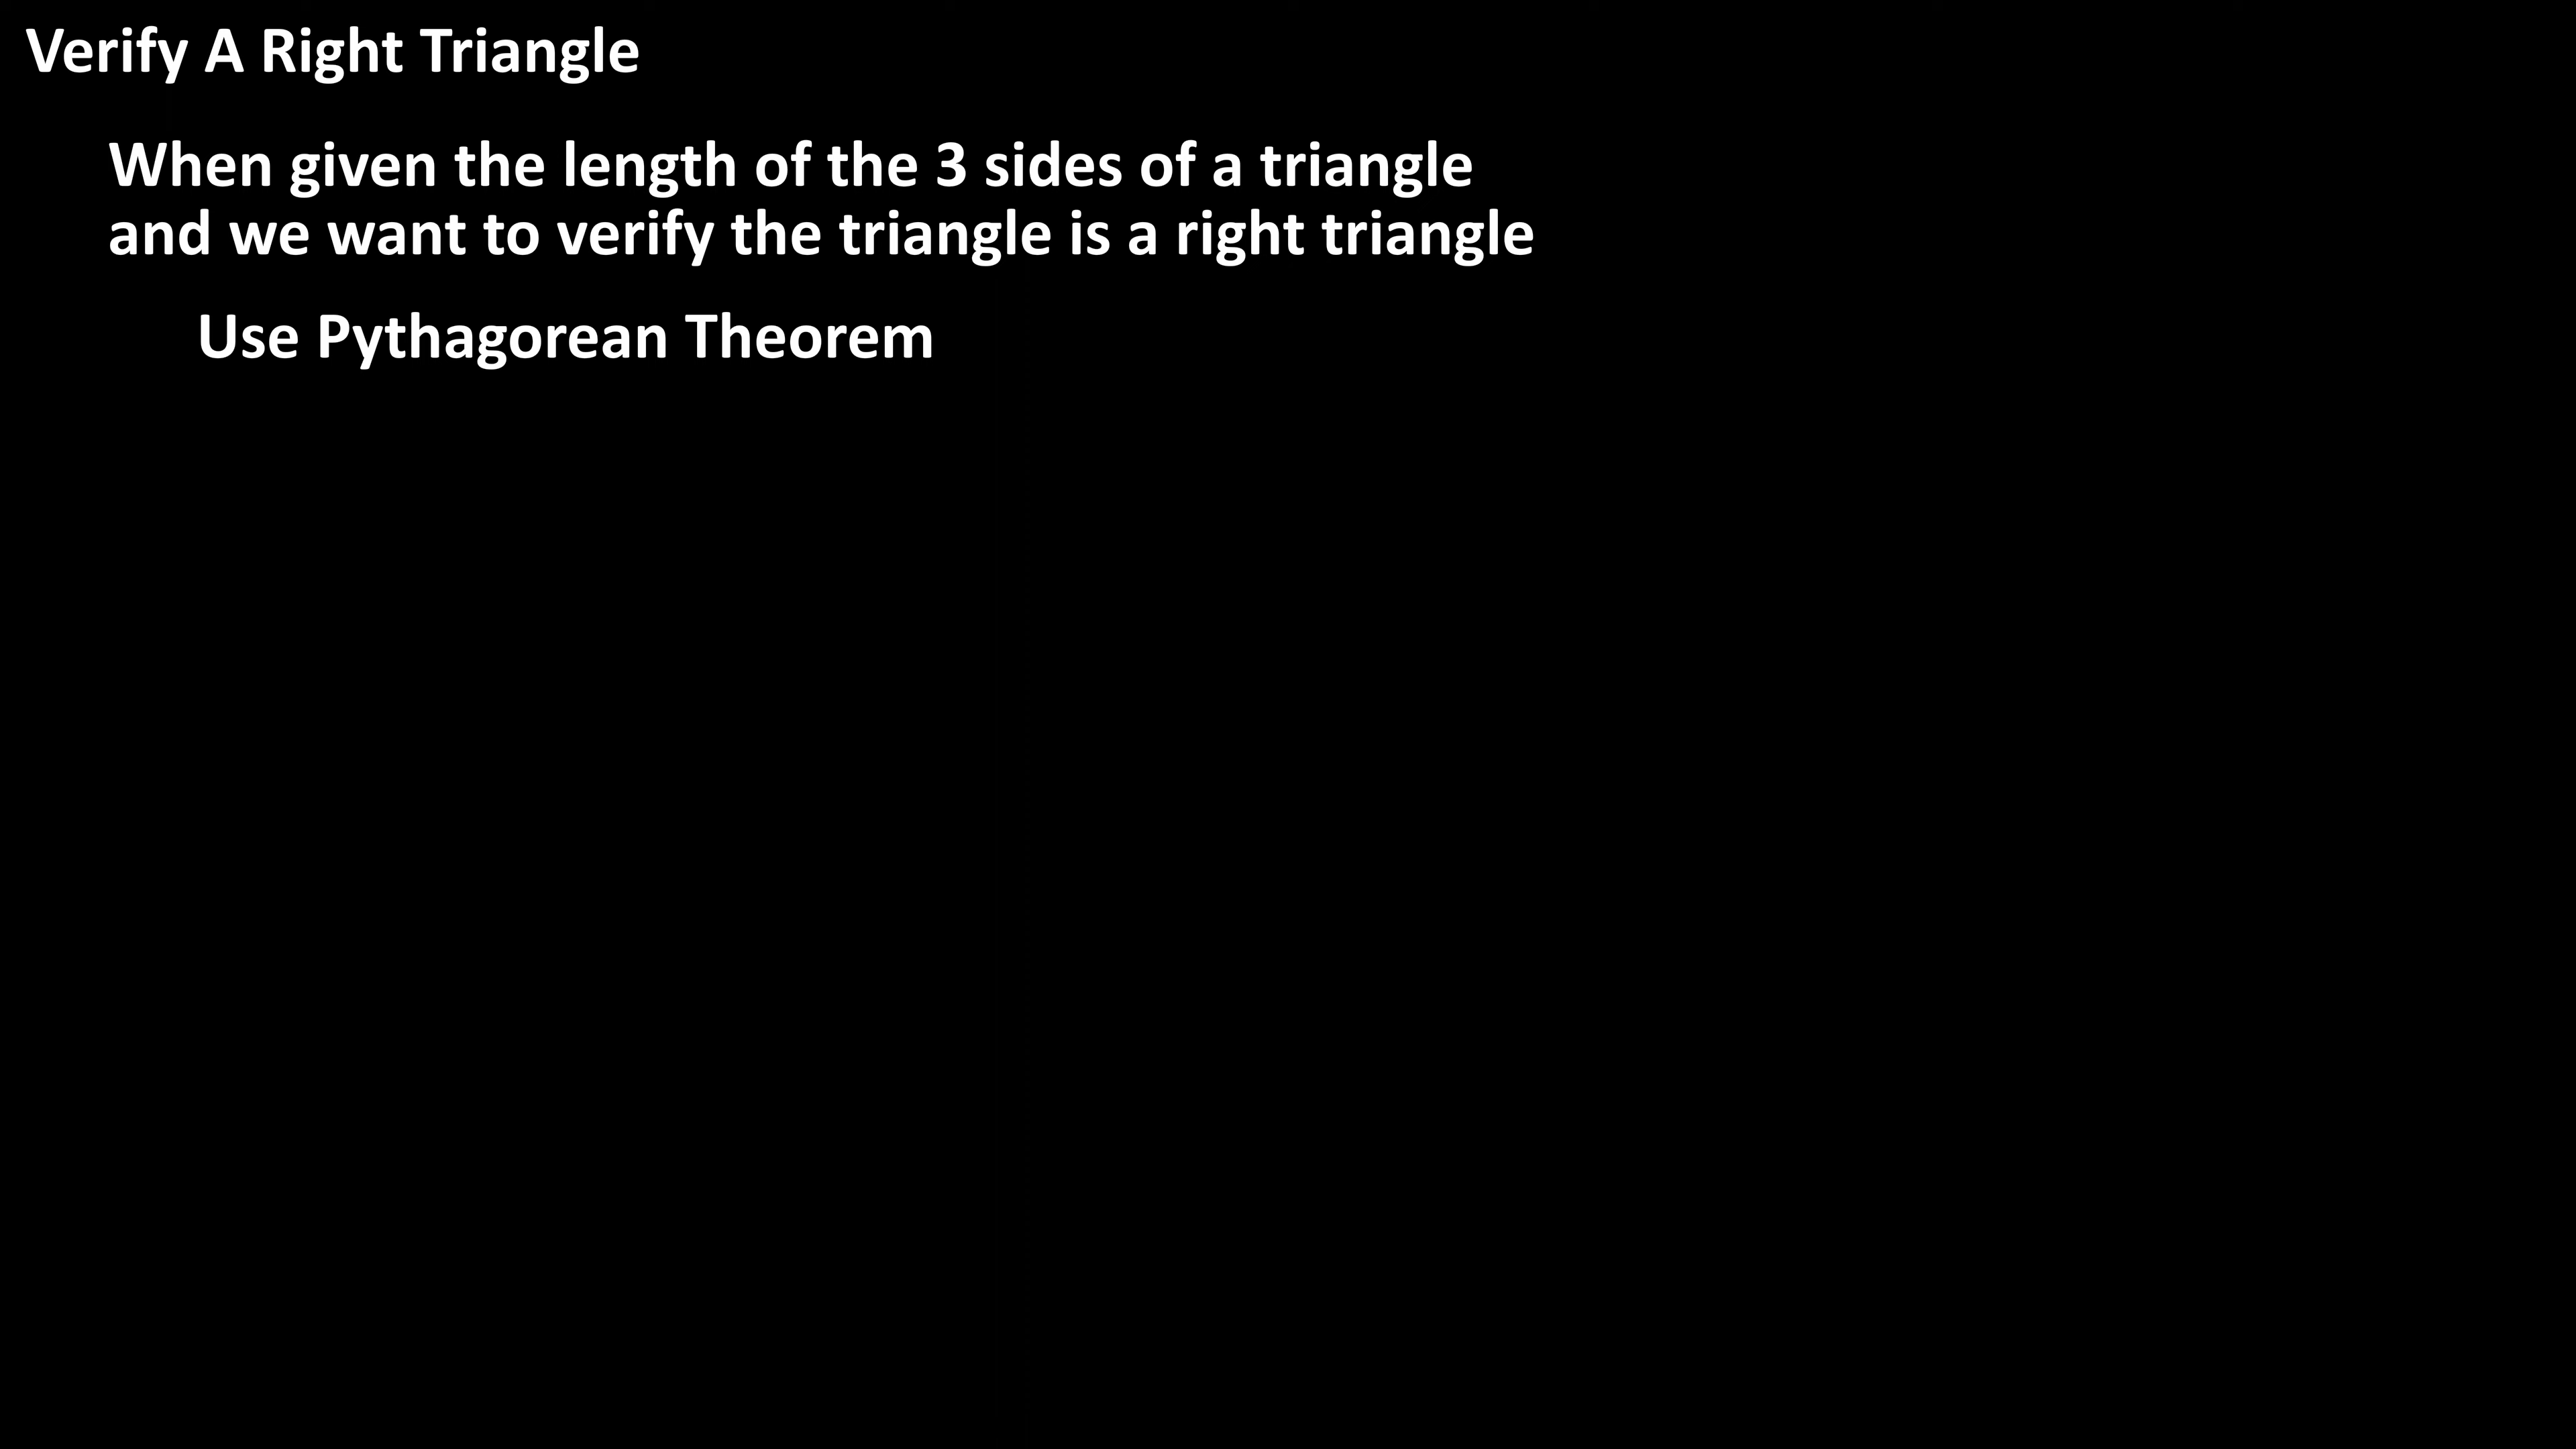 Verify A Right Triangle
When given the length of the 3 sides of a triangle
and we want to verify the triangle is a right triangle
Use Pythagorean Theorem